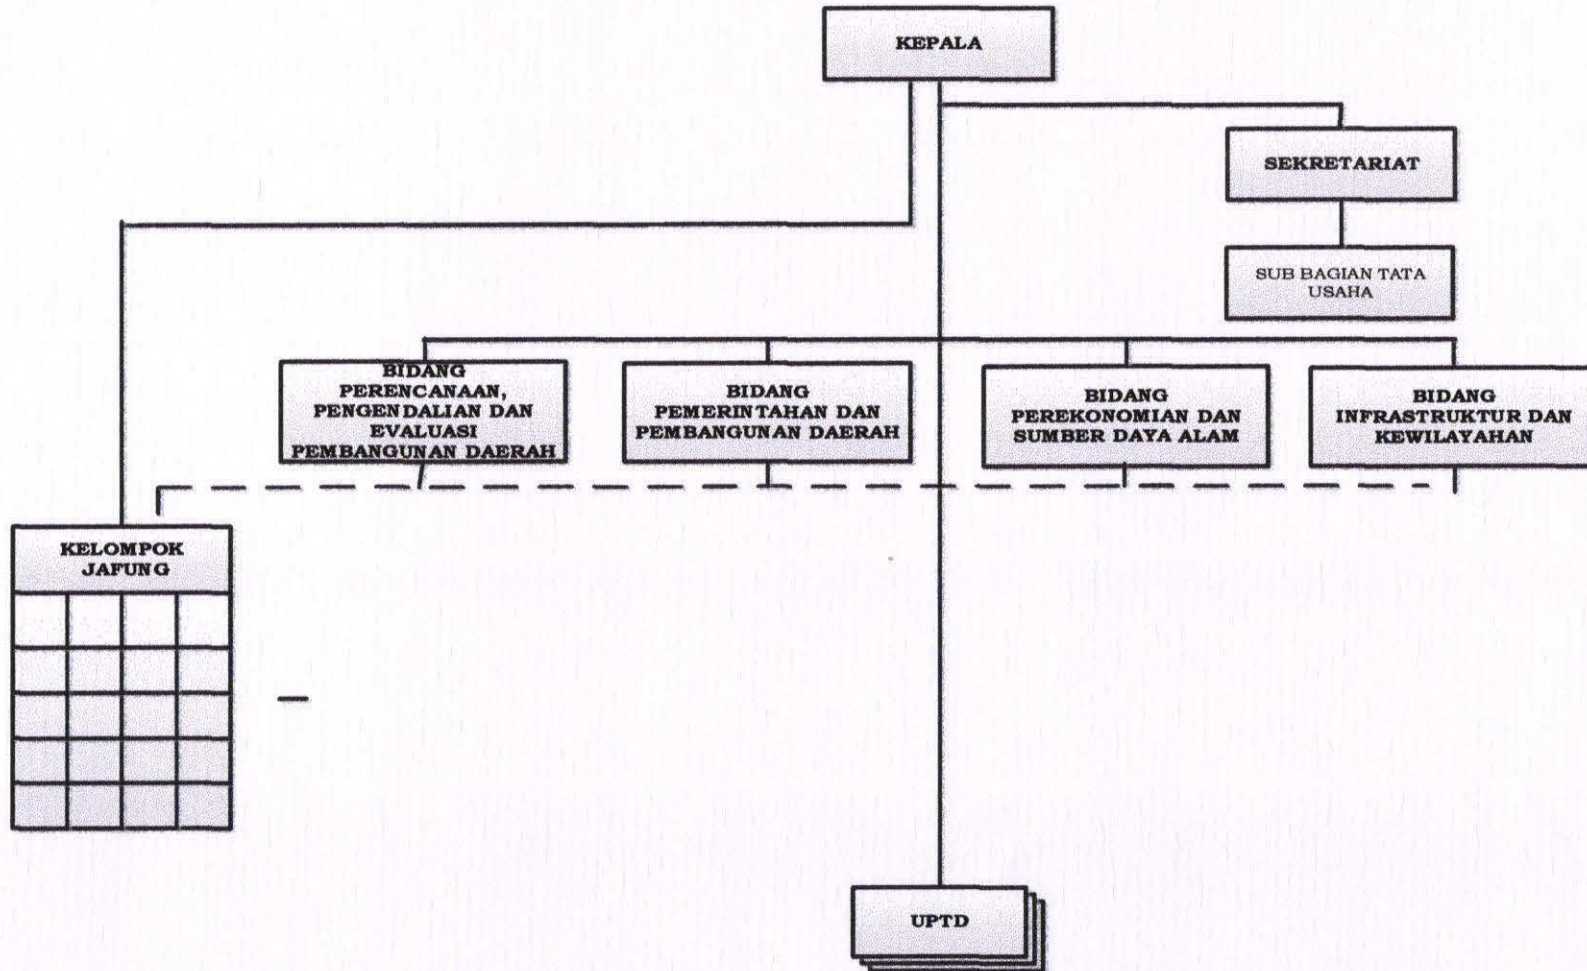 KEPALA
SEKRETARIAT
SUB BAGIAN TATA
USAHA
BIDANG
PERENCANAAN,
PENGENDALIAN DAN
EVALUASI
PEMBANGUNAN DAERAH
BIDANG
PEMERINTAHAN DAN
PEMBANGUNAN DAERAH
BIDANG
PEREKONOMIAN DAN
SUMBER DAYA ALAM
BIDANG
INFRASTRUKTUR DAN
KEWILAYAHAN
KELOMPOK
JAFUNG
UPTD